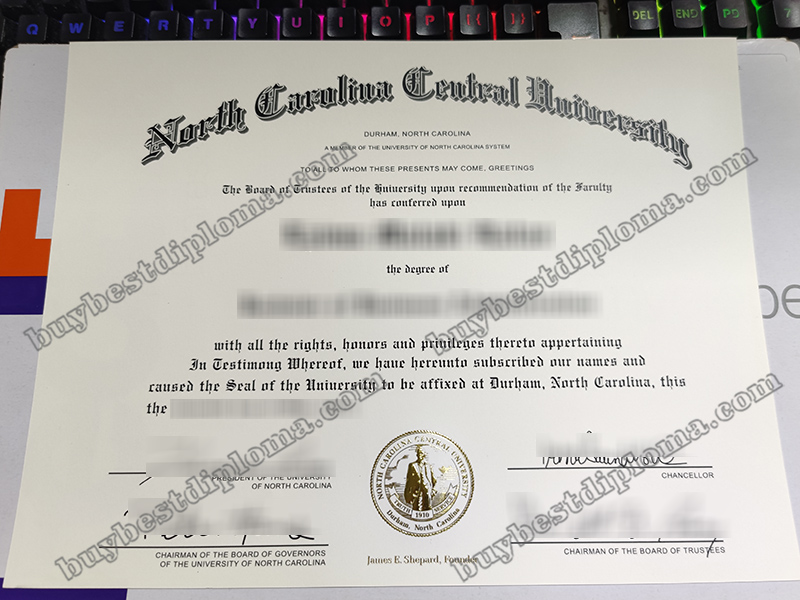 Q W E R T Y U I O P [{ ]} DEL END PD 7
North Carolina Central University
DURHAM, NORTH CAROLINA
A MEMBER OF THE UNIVERSITY OF NORTH CAROLINA SYSTEM
TO ALL TO WHOM THESE PRESENTS MAY COME, GREETINGS
The Board of Trustees of the University upon recommendation of the Faculty
has conferred upon
the degree of
with all the rights, honors and privileges thereto appertaining
In Testimong Whereof, we have hereunto subscribed our names and
caused the Seal of the University to be affixed at Durham, North Carolina, this
the
PRESIDENT OF THE UNIVERSITY
OF NORTH CAROLINA
CHANCELLOR
CHAIRMAN OF THE BOARD OF GOVERNORS
OF THE UNIVERSITY OF NORTH CAROLINA
CHAIRMAN OF THE BOARD OF TRUSTEES
NORTH CAROLINA CENTRAL UNIVERSITY
TRUTH 1910 SERVICE
Durham, North Carolina
James E. Shepard, Founder
buybestdiploma.com
buybestdiploma.com
buybestdiploma.com
buybestdiploma.com
buybestdiploma.com